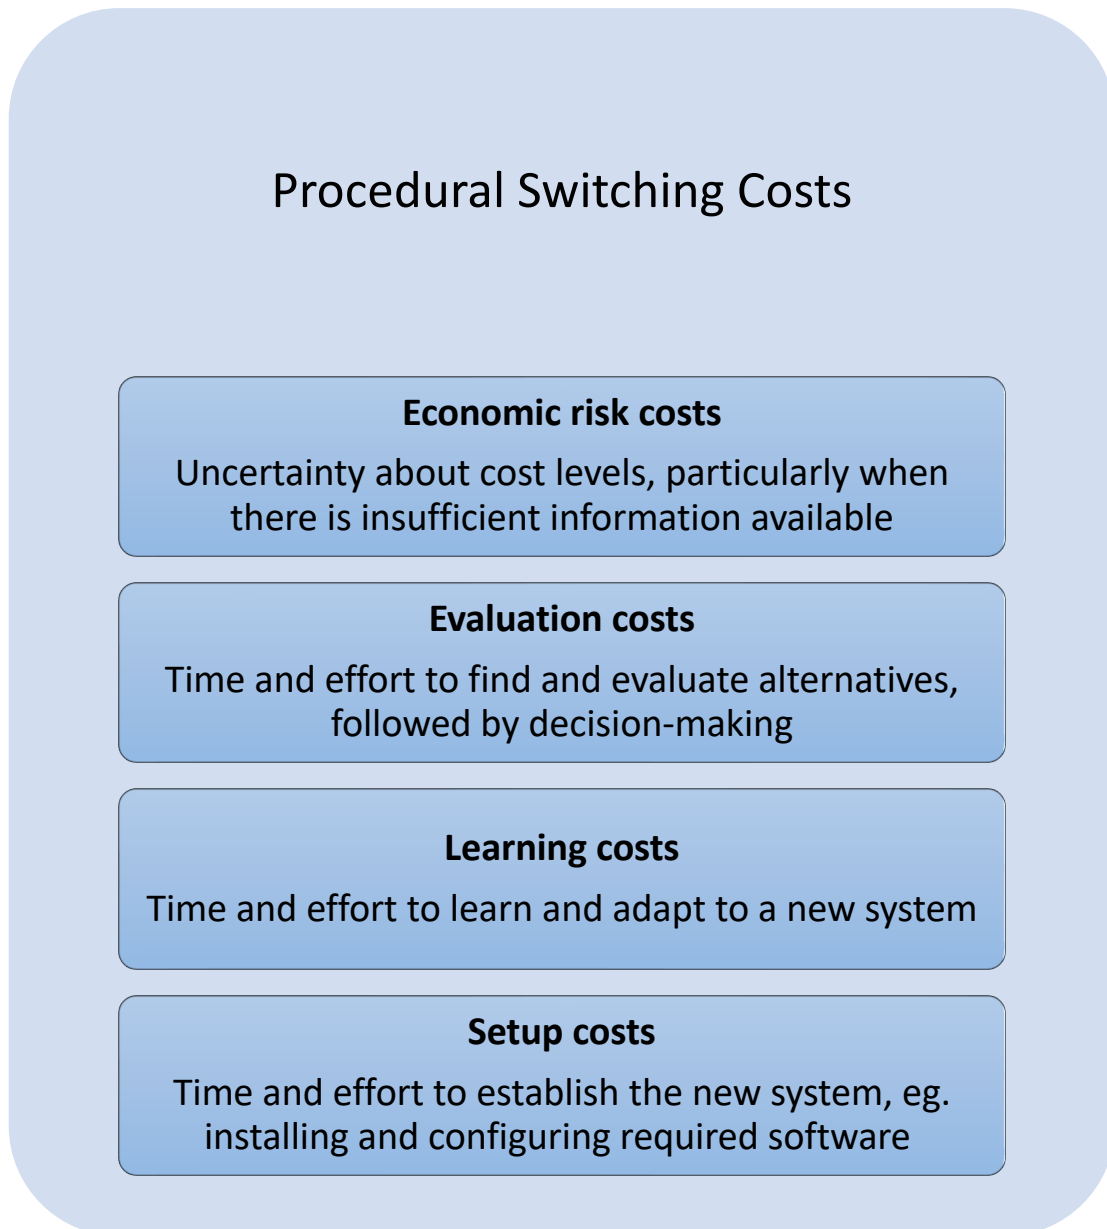 Procedural Switching Costs
Economic risk costs
Uncertainty about cost levels, particularly when
there is insufficient information available
Evaluation costs
Time and effort to find and evaluate alternatives,
followed by decision-making
Learning costs
Time and effort to learn and adapt to a new system
Setup costs
Time and effort to establish the new system, eg.
installing and configuring required software